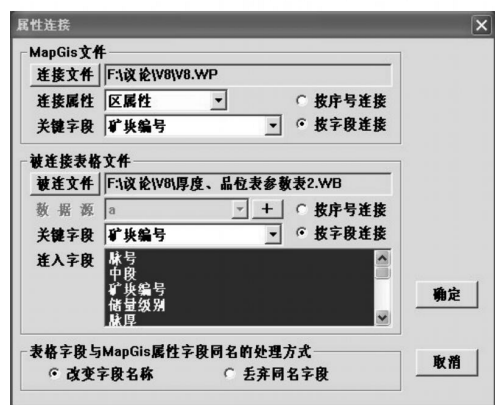 属性连接
MapGis文件
连接文件 F:\议论\V8\V8.WP
连接属性 区属性 按序号连接
关键字段 矿块编号 按字段连接
被连接表格文件
被连文件 F:\议论\V8\厚度、品位表参数表2.WB
数据源 a + 按序号连接
关键字段 矿块编号 按字段连接
连入字段 脉号
中段
矿块编号
储量级别
脉厚
确定
表格字段与MapGis属性字段同名的处理方式
改变字段名称 丢弃同名字段
取消